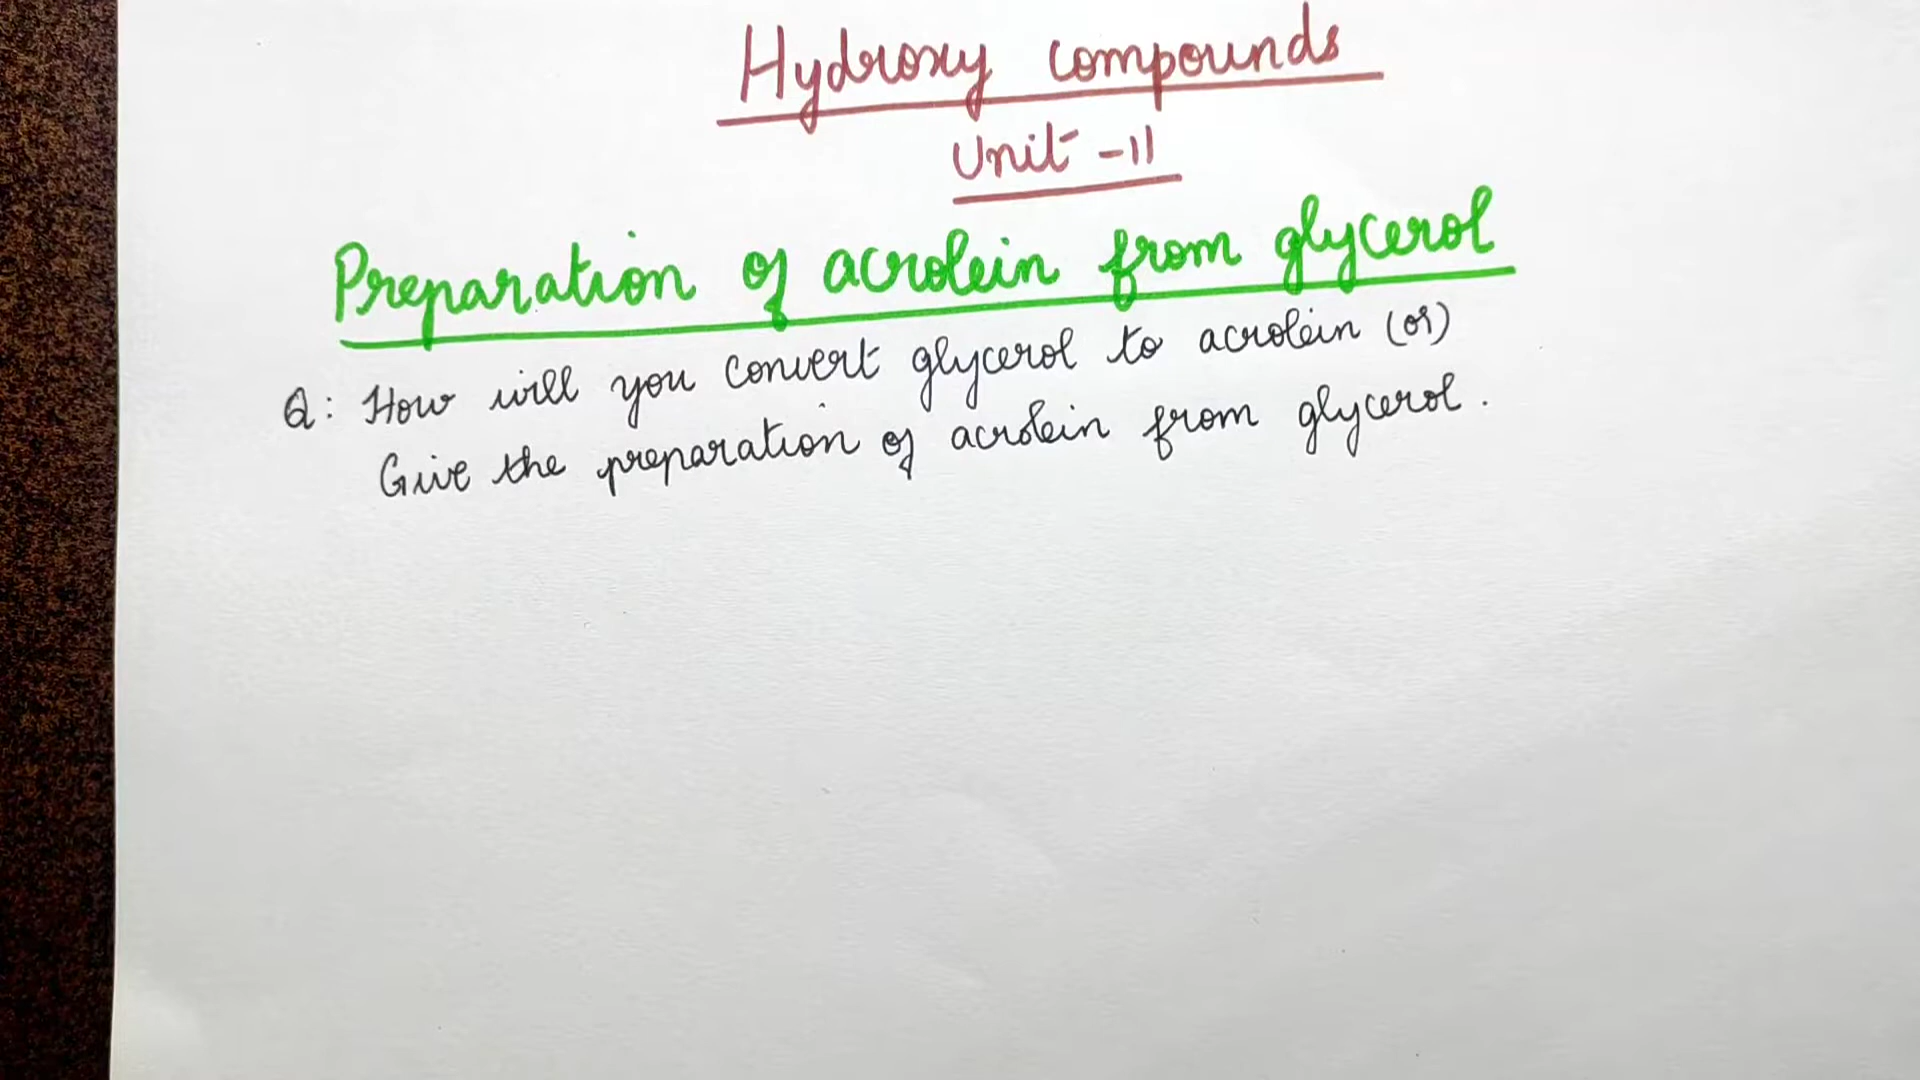 Hydroxy compounds
Unit - II
Preparation of acrolein from glycerol
Q: How will you convert glycerol to acrolein (or)
Give the preparation of acrolein from glycerol.